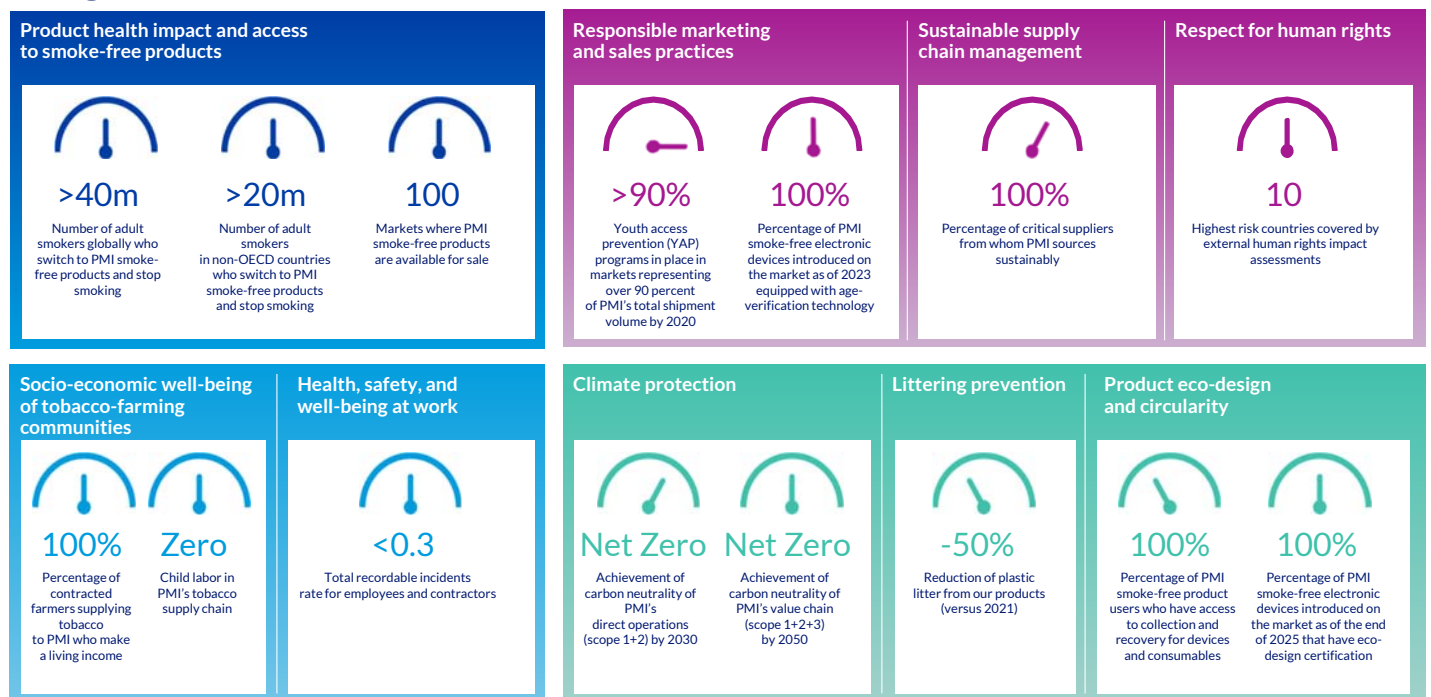 Product health impact and access
to smoke-free products
>40m
Number of adult
smokers globally who
switch to PMI smoke-
free products and stop
smoking
>20m
Number of adult
smokers
in non-OECD countries
who switch to PMI
smoke-free products
and stop smoking
100
Markets where PMI
smoke-free products
are available for sale
Responsible marketing
and sales practices
>90%
Youth access
prevention (YAP)
programs in place in
markets representing
over 90 percent
of PMI's total shipment
volume by 2020
100%
Percentage of PMI
smoke-free electronic
devices introduced on
the market as of 2023
equipped with age-
verification technology
Sustainable supply
chain management
100%
Percentage of critical suppliers
from whom PMI sources
sustainably
Respect for human rights
10
Highest risk countries covered by
external human rights impact
assessments
Socio-economic well-being
of tobacco-farming
communities
100%
Percentage of
contracted
farmers supplying
tobacco
to PMI who make
a living income
Zero
Child labor in
PMI's tobacco
supply chain
Health, safety, and
well-being at work
<0.3
Total recordable incidents
rate for employees and contractors
Climate protection
Net Zero
Achievement of
carbon neutrality of
PMI's
direct operations
(scope 1+2) by 2030
Net Zero
Achievement of
carbon neutrality of
PMI's value chain
(scope 1+2+3)
by 2050
Littering prevention
-50%
Reduction of plastic
litter from our products
(versus 2021)
Product eco-design
and circularity
100%
Percentage of PMI
smoke-free product
users who have access
to collection and
recovery for devices
and consumables
100%
Percentage of PMI
smoke-free electronic
devices introduced on
the market as of the end
of 2025 that have eco-
design certification